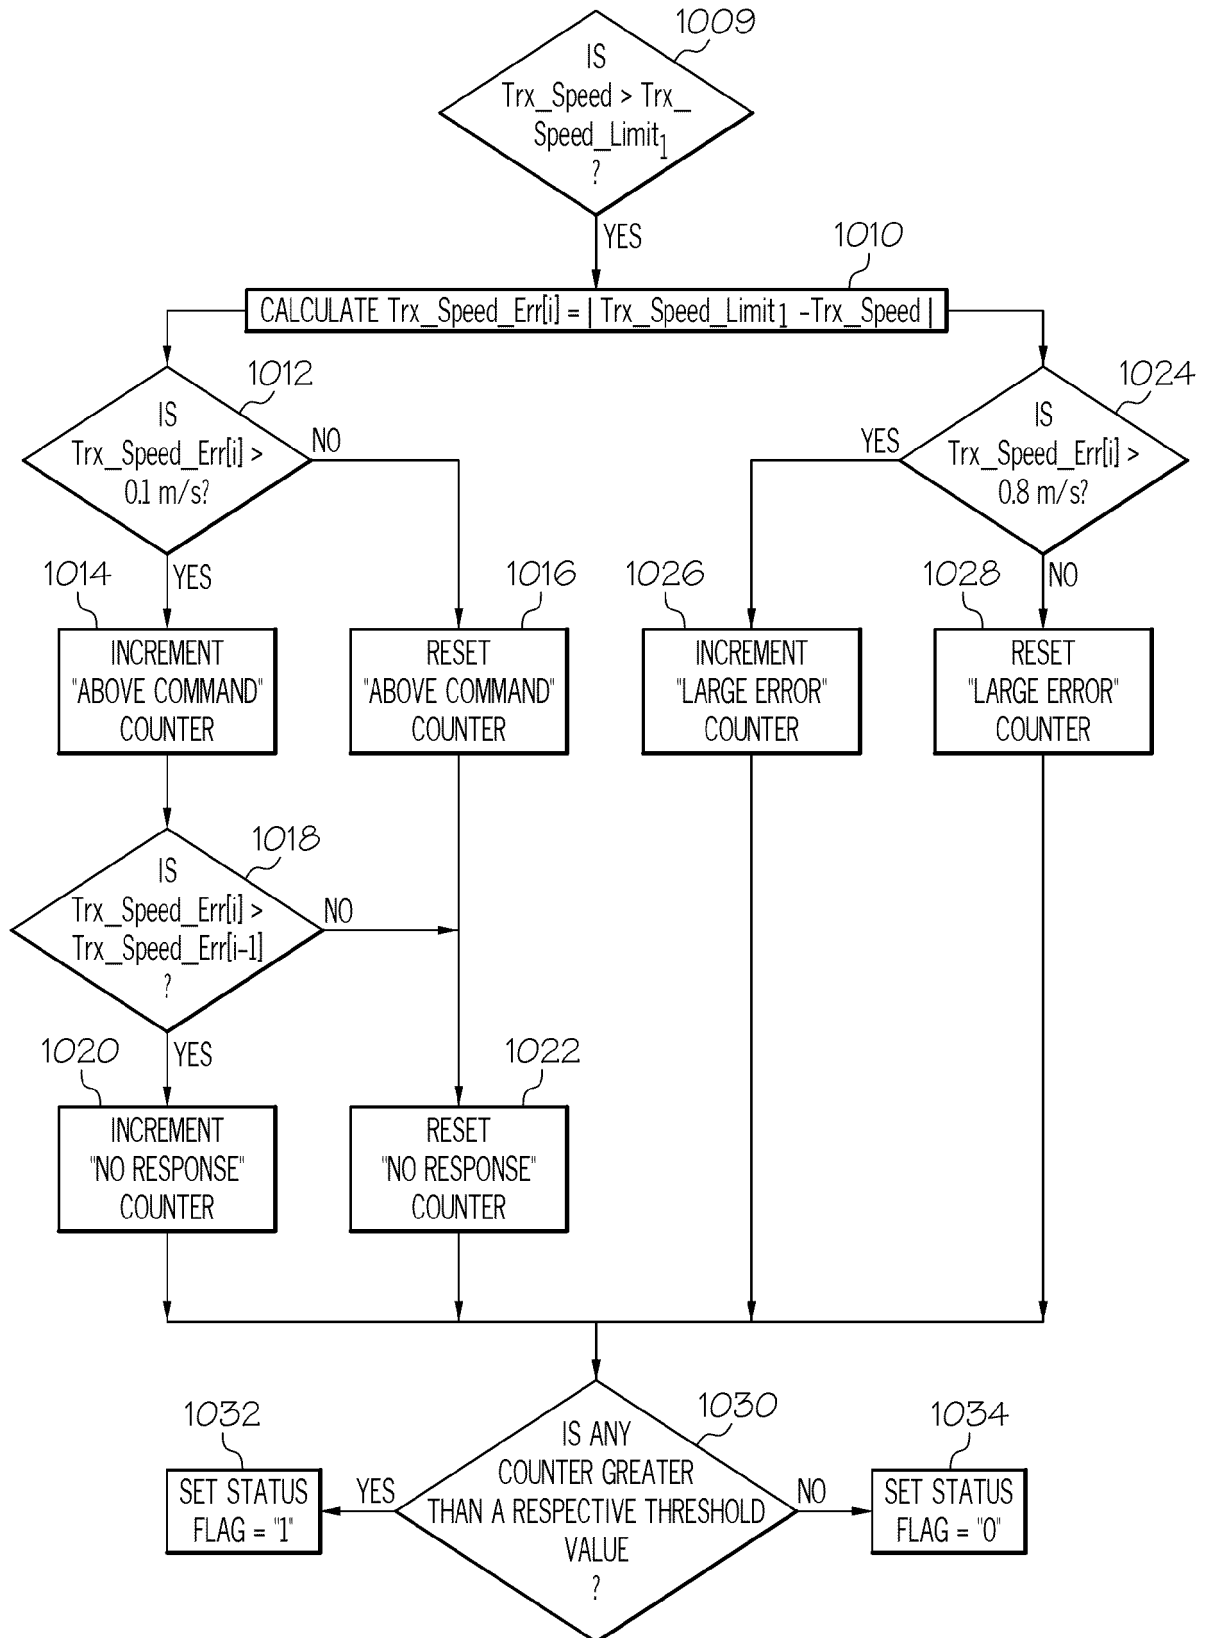 1009
IS
Trx_Speed > Trx_
Speed_Limit1
?
YES
1010
CALCULATE Trx_Speed_Err[i] = | Trx_Speed_Limit1 -Trx_Speed |
1012
IS
Trx_Speed_Err[i] >
0.1 m/s?
NO
1024
IS
Trx_Speed_Err[i] >
0.8 m/s?
YES
1014
YES
1016
1026
1028
NO
INCREMENT
"ABOVE COMMAND"
COUNTER
RESET
"ABOVE COMMAND"
COUNTER
INCREMENT
"LARGE ERROR"
COUNTER
RESET
"LARGE ERROR"
COUNTER
1018
IS
Trx_Speed_Err[i] >
Trx_Speed_Err[i-1]
?
NO
1020
YES
1022
INCREMENT
"NO RESPONSE"
COUNTER
RESET
"NO RESPONSE"
COUNTER
1030
IS ANY
COUNTER GREATER
THAN A RESPECTIVE THRESHOLD
VALUE
?
1032
YES
SET STATUS
FLAG = "1"
1034
NO
SET STATUS
FLAG = "0"